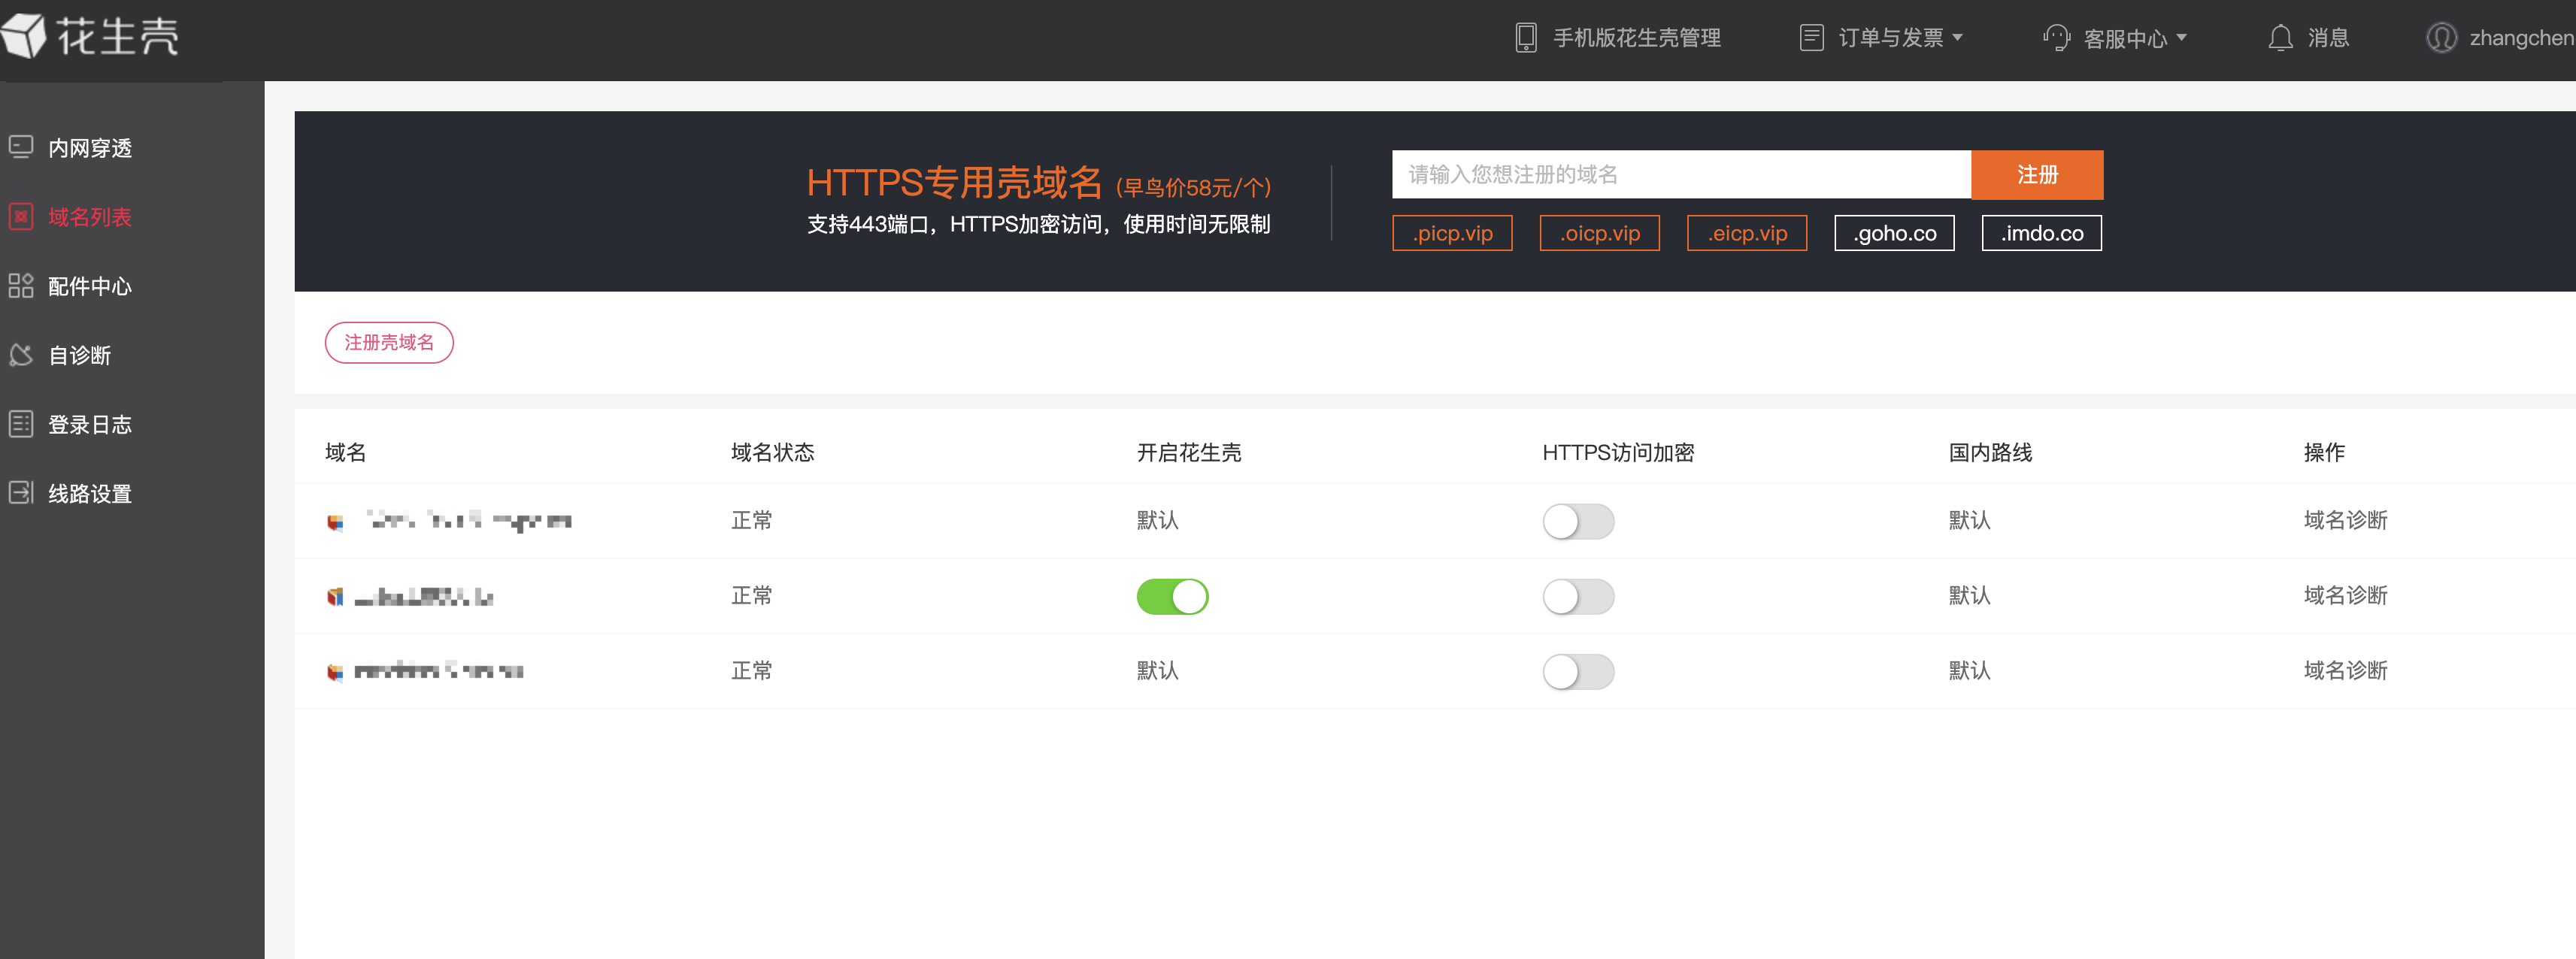 花生壳
手机版花生壳管理
订单与发票
客服中心
消息
zhangchen
内网穿透
域名列表
配件中心
自诊断
登录日志
线路设置
HTTPS专用壳域名 (早鸟价58元/个)
支持443端口，HTTPS加密访问，使用时间无限制
请输入您想注册的域名
注册
.picp.vip .oicp.vip .eicp.vip .goho.co .imdo.co
注册壳域名
域名 域名状态 开启花生壳 HTTPS访问加密 国内路线 操作
正常 默认 默认 域名诊断
正常 默认 域名诊断
正常 默认 默认 域名诊断